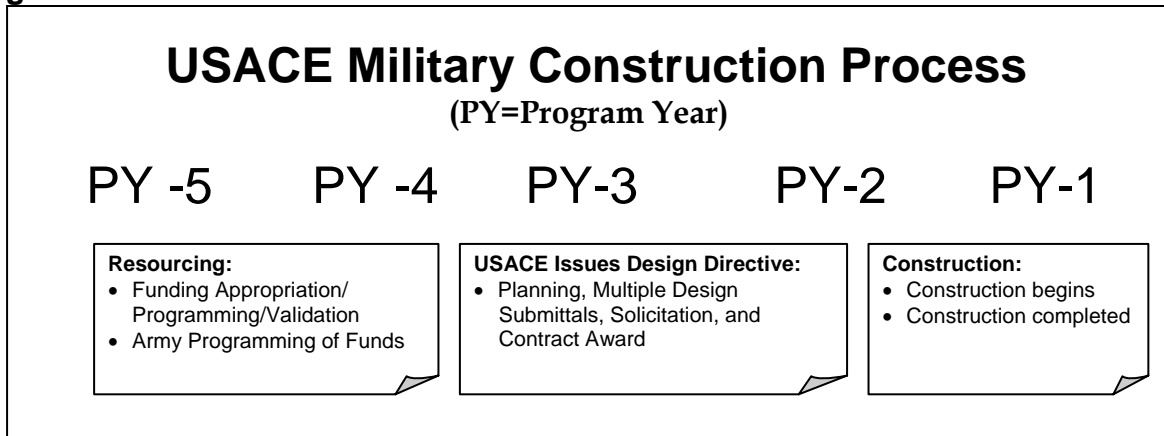 USACE Military Construction Process
(PY=Program Year)
PY -5 PY -4 PY-3 PY-2 PY-1
Resourcing:
• Funding Appropriation/
Programming/Validation
• Army Programming of Funds
USACE Issues Design Directive:
• Planning, Multiple Design
Submittals, Solicitation, and
Contract Award
Construction:
• Construction begins
• Construction completed